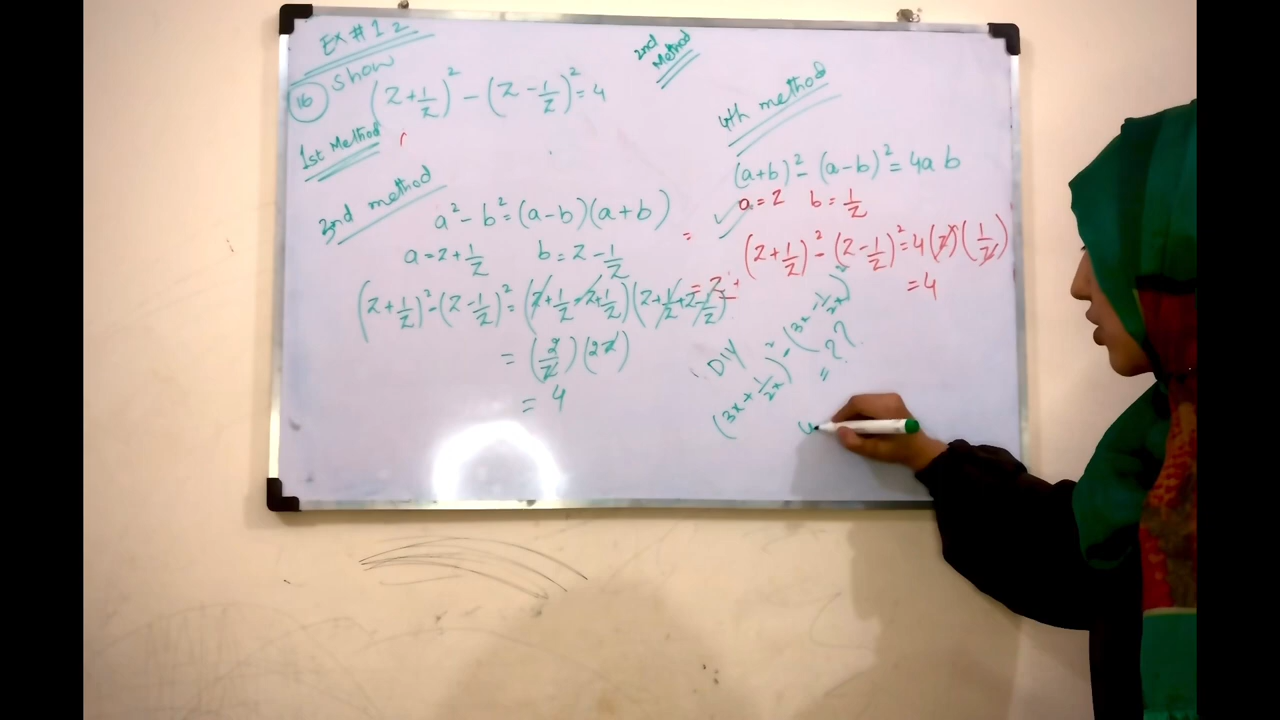 Ex # 1.2
16 Show
(z + 1/z)² − (z − 1/z)² = 4
1st Method
2nd Method
3nd method
a² − b² = (a−b)(a+b)
a = z + 1/z b = z − 1/z
(z + 1/z)² − (z − 1/z)² = (z + 1/z − z + 1/z)(z + 1/z + z − 1/z)
= (2/z)(2z)
= 4
4th method
(a+b)² − (a−b)² = 4ab
a = z b = 1/z
(z + 1/z)² − (z − 1/z)² = 4(z)(1/z)
= 4
DIY
(3x + 1/2x)² − (3x − 1/2x)²
= ??